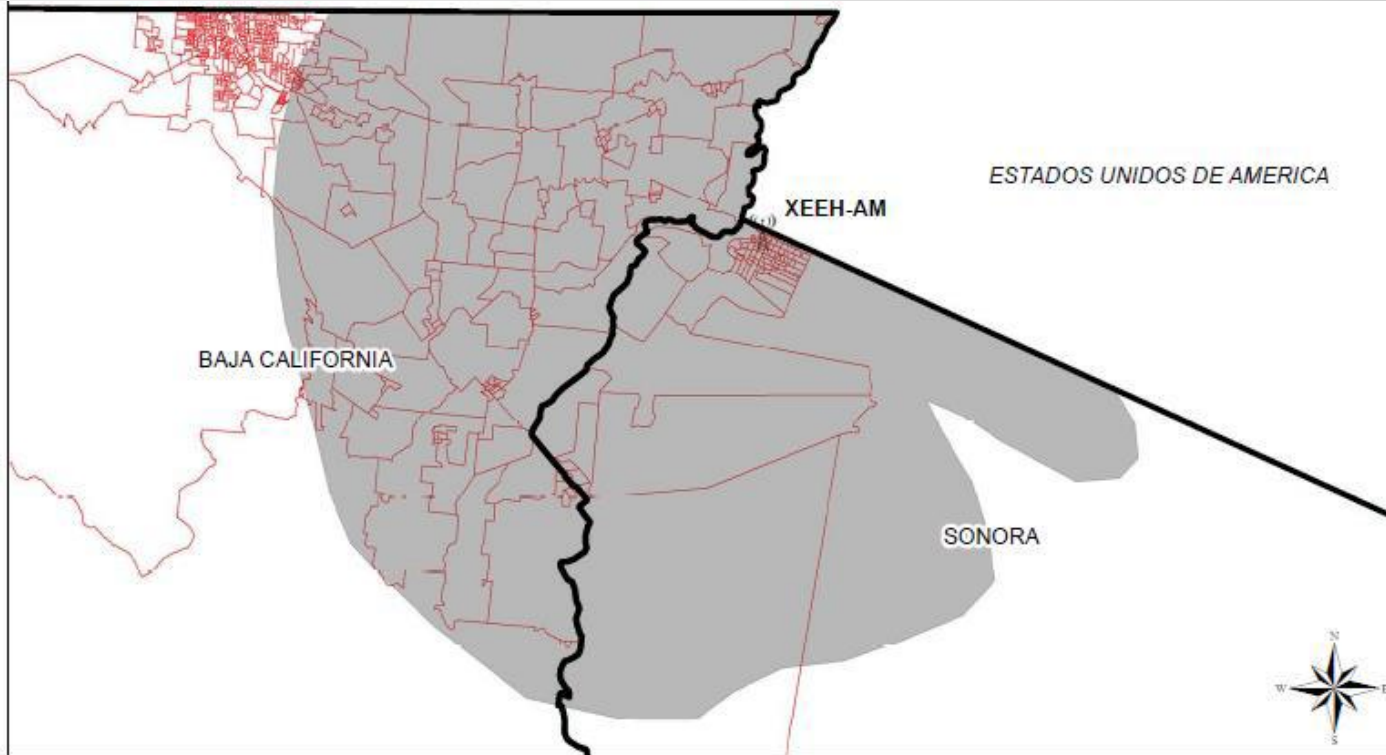 ESTADOS UNIDOS DE AMERICA
XEEH-AM
BAJA CALIFORNIA
SONORA
N
W E
S